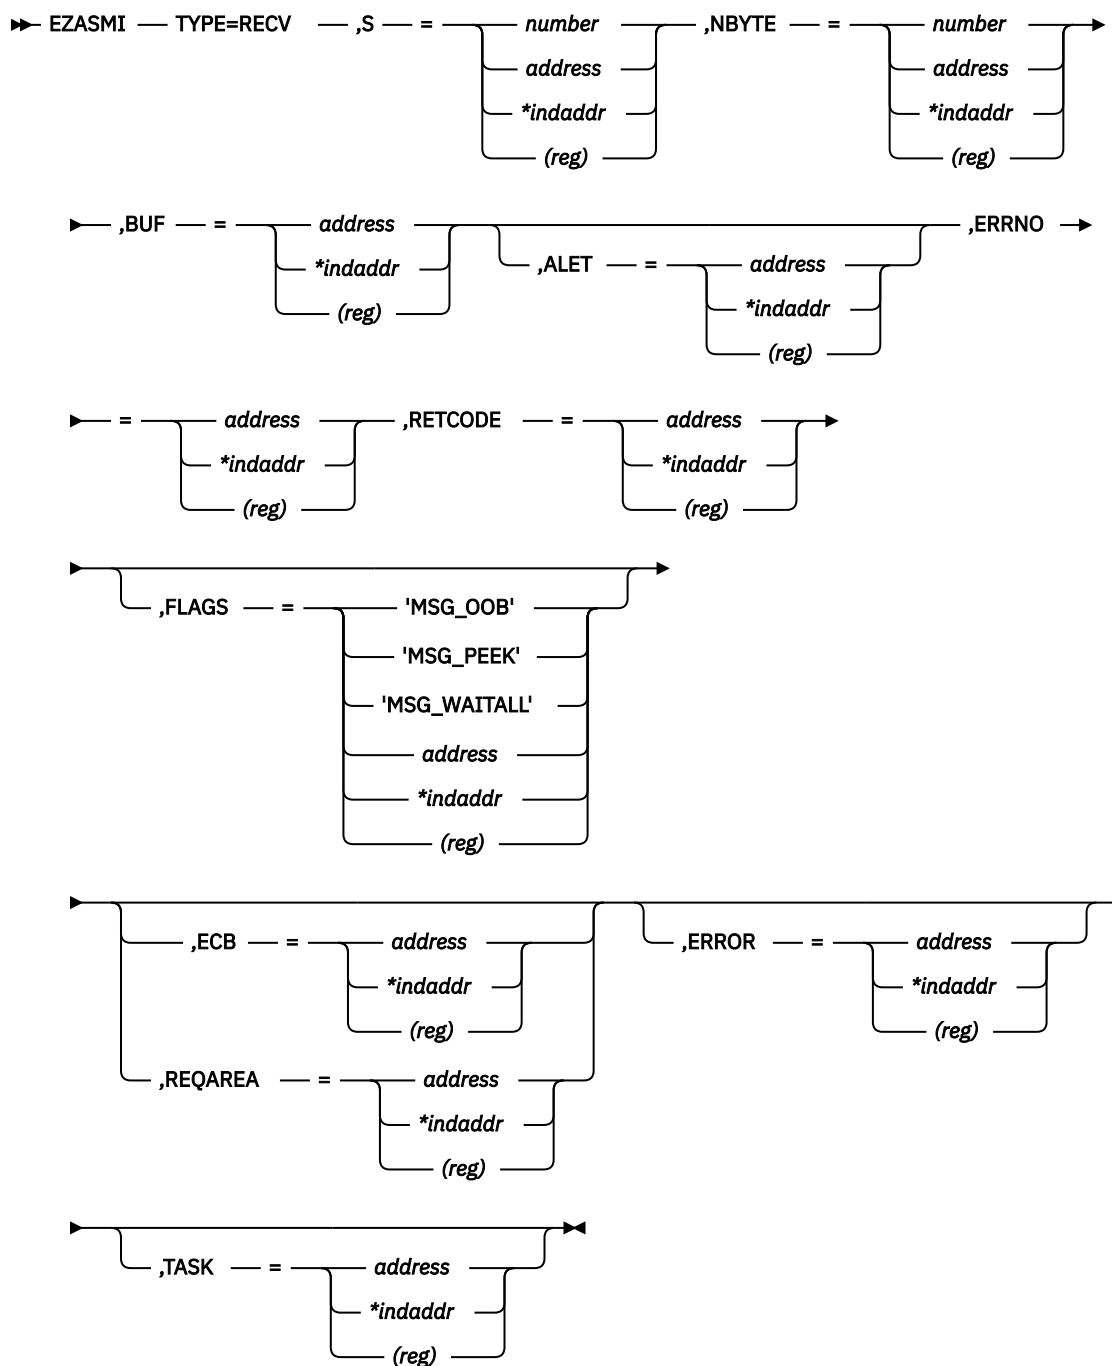 EZASMI TYPE=RECV ,S = number ,NBYTE = number
address address
*indaddr *indaddr
(reg) (reg)
,BUF = address ,ERRNO
*indaddr ,ALET = address
(reg) *indaddr
(reg)
= address ,RETCODE = address
*indaddr *indaddr
(reg) (reg)
,FLAGS = 'MSG_OOB'
'MSG_PEEK'
'MSG_WAITALL'
address
*indaddr
(reg)
,ECB = address ,ERROR = address
*indaddr *indaddr
(reg) (reg)
,REQAREA = address
*indaddr
(reg)
,TASK = address
*indaddr
(reg)